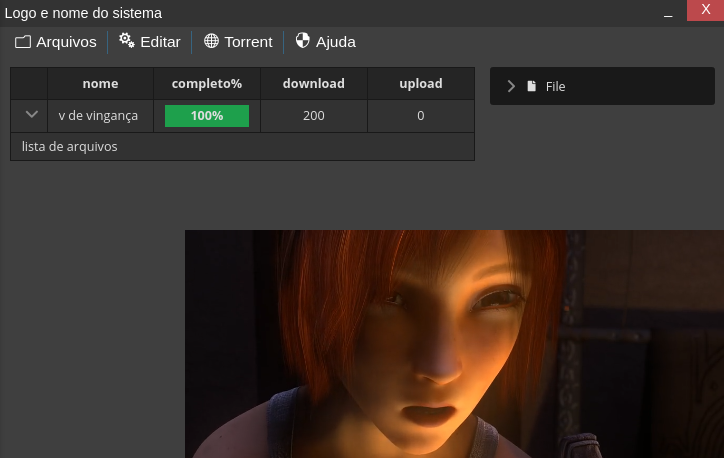 Logo e nome do sistema
_ X
Arquivos Editar Torrent Ajuda
nome completo% download upload
v de vingança 100% 200 0
lista de arquivos
File